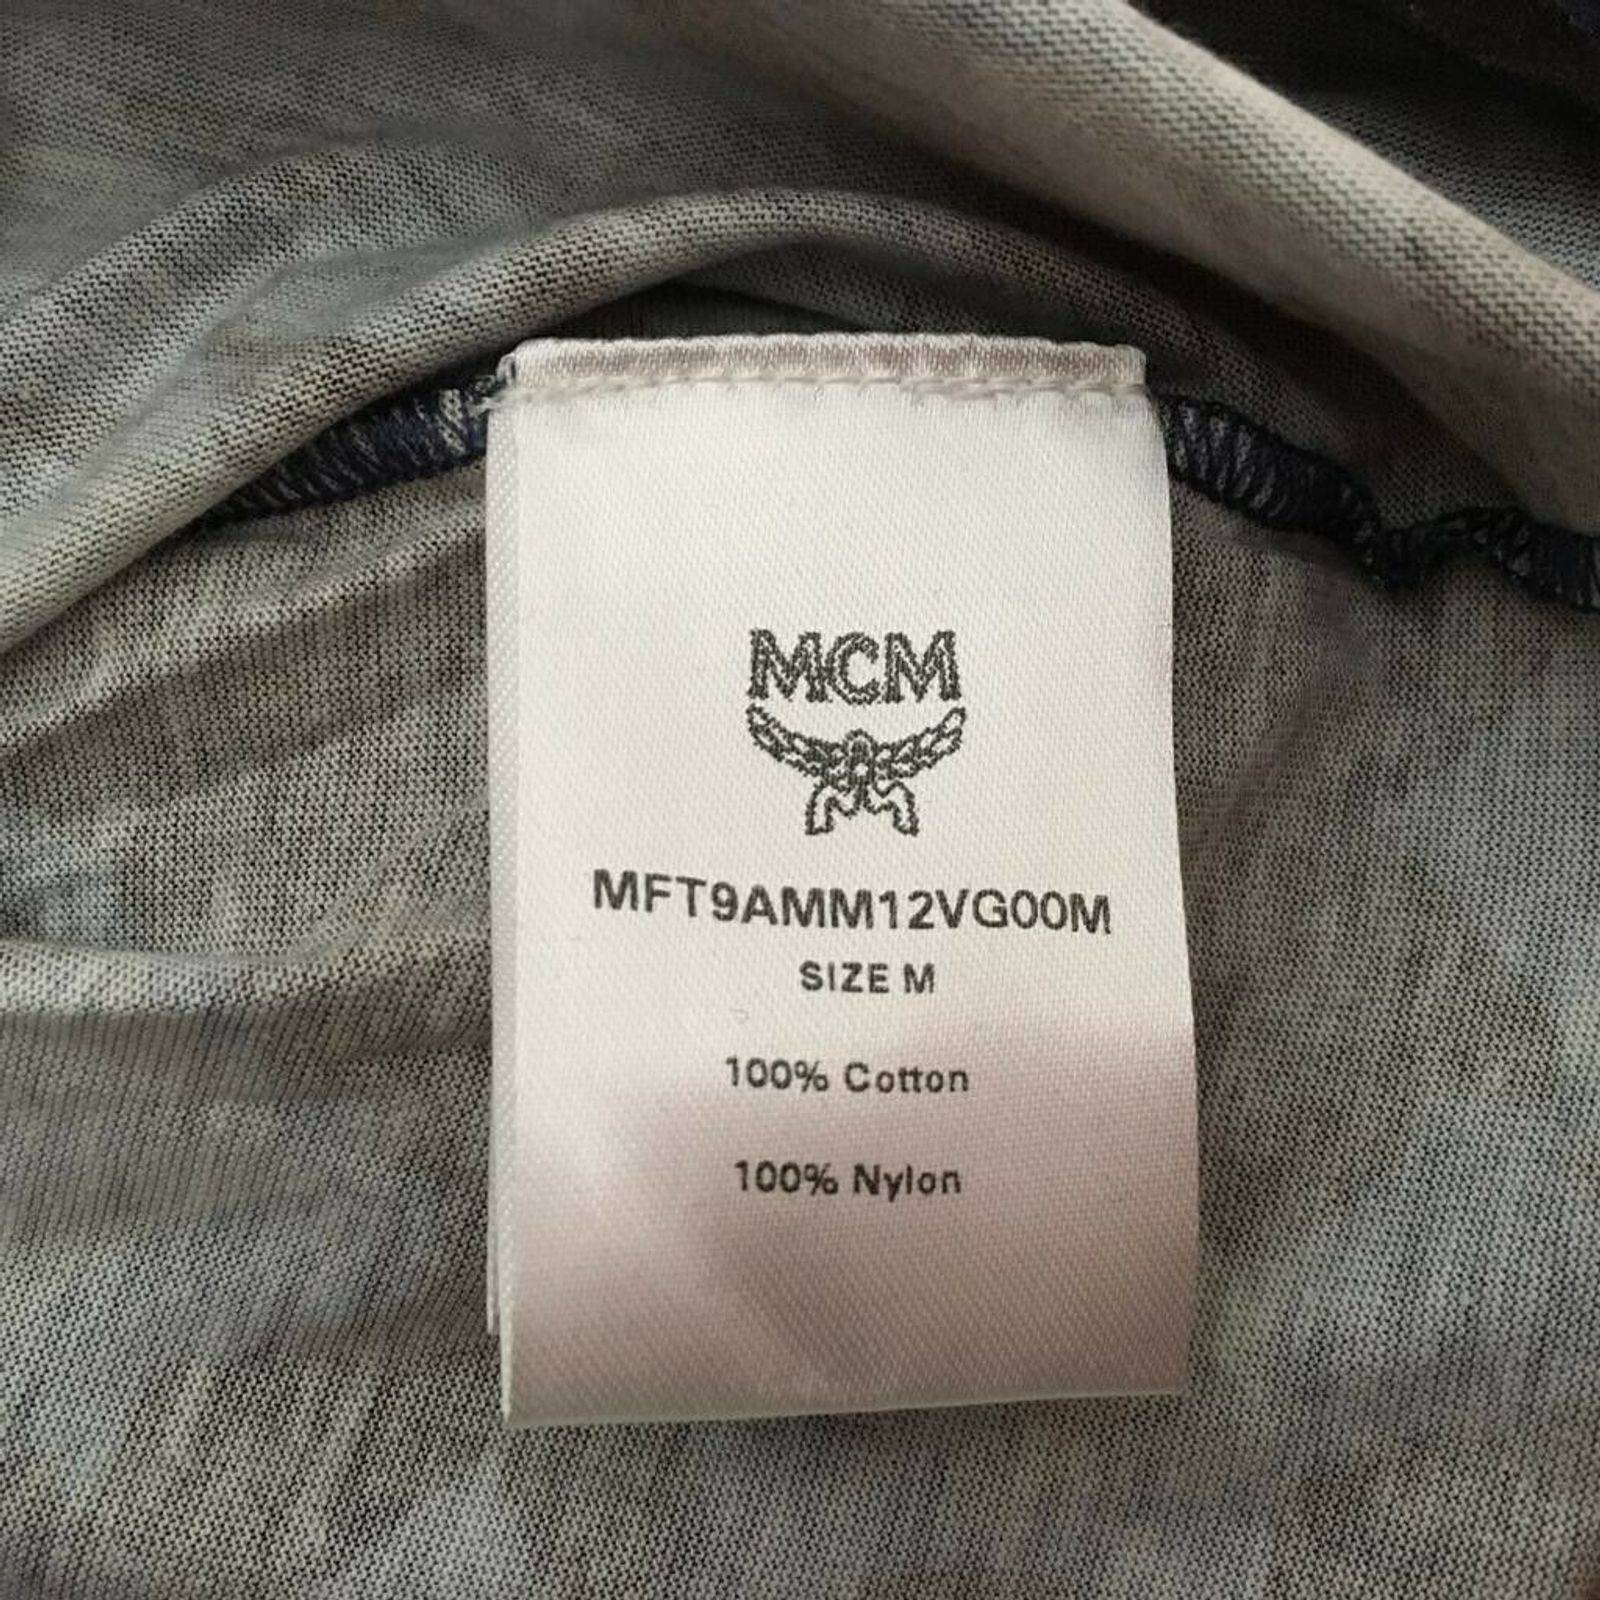 MCM
MFT9AMM12VG00M
SIZE M
100% Cotton
100% Nylon